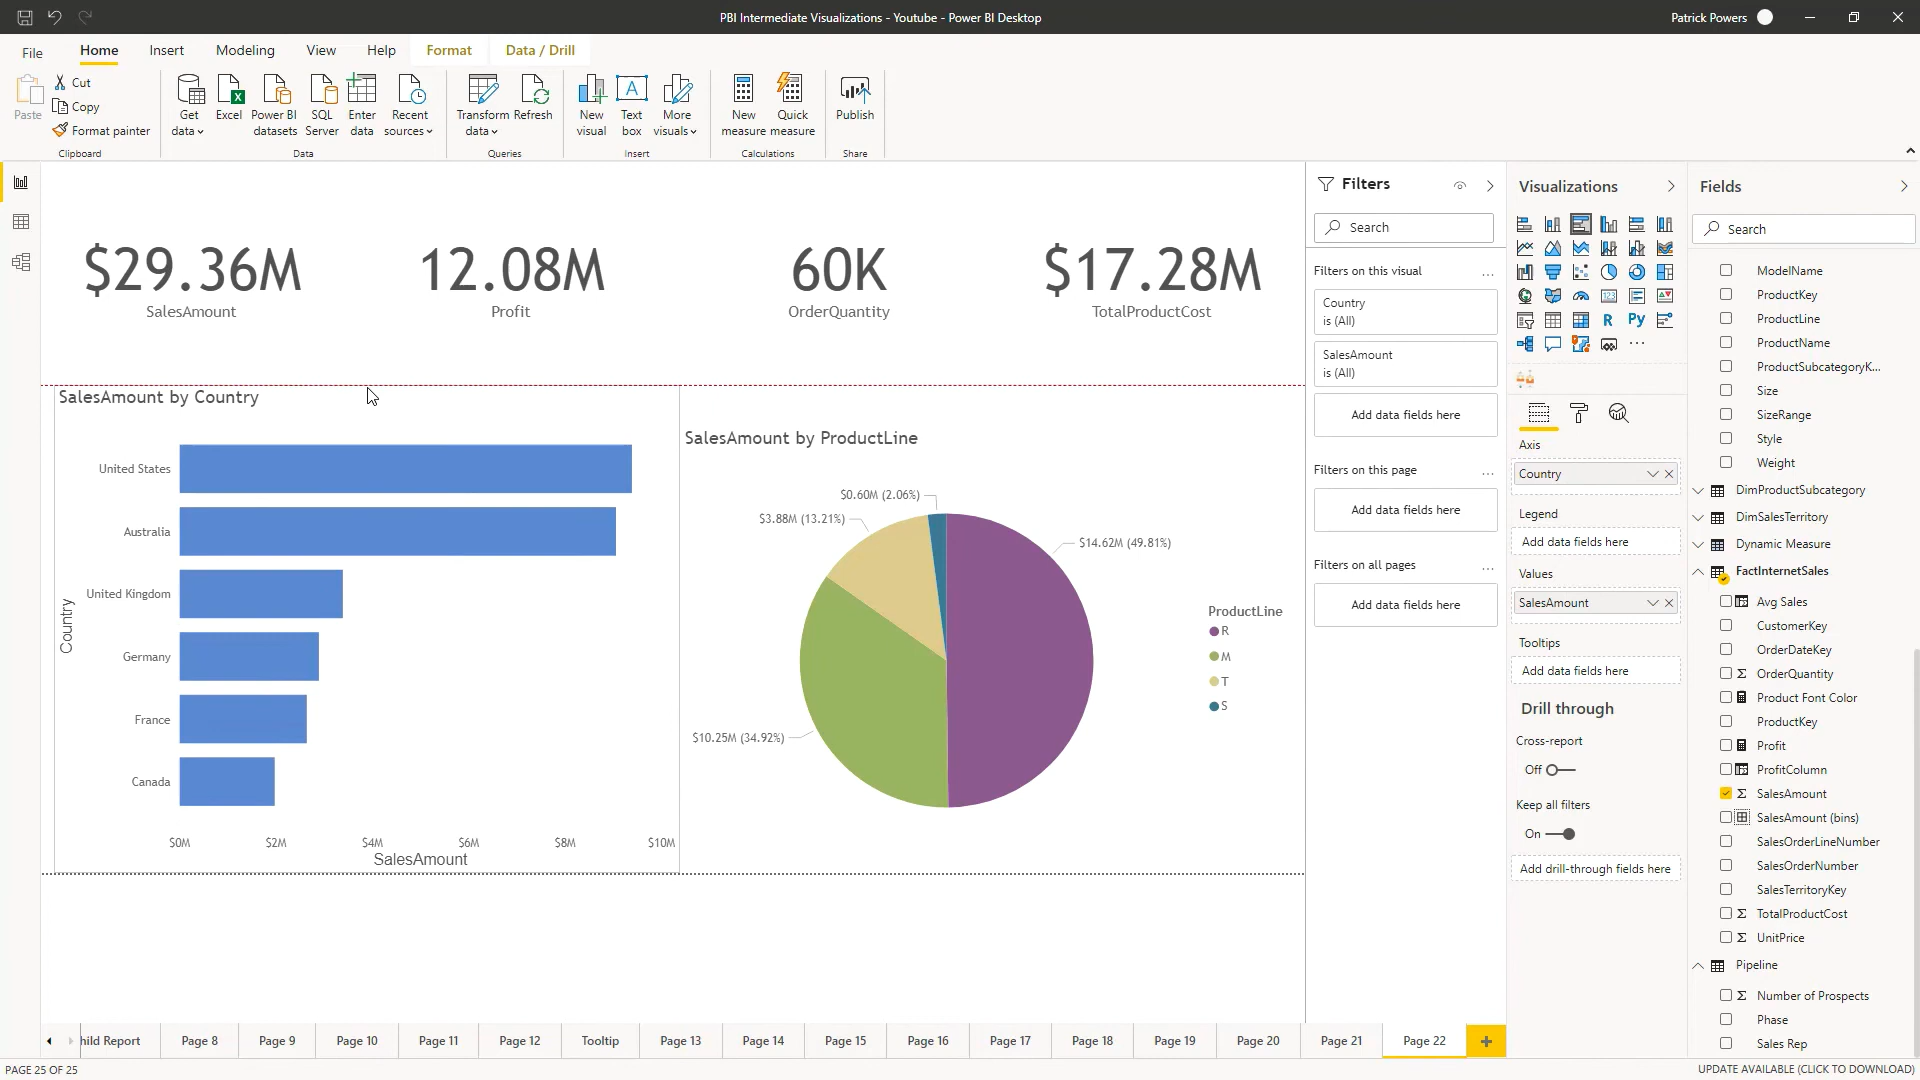 PBI Intermediate Visualizations - Youtube - Power BI Desktop
Patrick Powers
File
Home
Insert
Modeling
View
Help
Format
Data / Drill
Paste
Cut
Copy
Format painter
Clipboard
Get data
Excel
Power BI datasets
SQL Server
Enter data
Recent sources
Data
Transform data
Refresh
Queries
New visual
Text box
More visuals
Insert
New measure
Quick measure
Calculations
Publish
Share
$29.36M
SalesAmount
12.08M
Profit
60K
OrderQuantity
$17.28M
TotalProductCost
SalesAmount by Country
Country
United States
Australia
United Kingdom
Germany
France
Canada
$0M
$2M
$4M
$6M
$8M
$10M
SalesAmount
SalesAmount by ProductLine
$0.60M (2.06%)
$3.88M (13.21%)
$14.62M (49.81%)
$10.25M (34.92%)
ProductLine
R
M
T
S
Filters
Search
Filters on this visual
...
Country
is (All)
SalesAmount
is (All)
Add data fields here
Filters on this page
...
Add data fields here
Filters on all pages
...
Add data fields here
Visualizations
123
R
Py
...
Axis
Country
Legend
Add data fields here
Values
SalesAmount
Tooltips
Add data fields here
Drill through
Cross-report
Off
Keep all filters
On
Add drill-through fields here
Fields
Search
ModelName
ProductKey
ProductLine
ProductName
ProductSubcategoryK...
Size
SizeRange
Style
Weight
DimProductSubcategory
DimSalesTerritory
Dynamic Measure
FactInternetSales
Avg Sales
CustomerKey
OrderDateKey
Σ OrderQuantity
Product Font Color
ProductKey
Profit
ProfitColumn
Σ SalesAmount
SalesAmount (bins)
SalesOrderLineNumber
SalesOrderNumber
SalesTerritoryKey
Σ TotalProductCost
Σ UnitPrice
Pipeline
Σ Number of Prospects
Phase
Sales Rep
hild Report
Page 8
Page 9
Page 10
Page 11
Page 12
Tooltip
Page 13
Page 14
Page 15
Page 16
Page 17
Page 18
Page 19
Page 20
Page 21
Page 22
+
PAGE 25 OF 25
UPDATE AVAILABLE (CLICK TO DOWNLOAD)